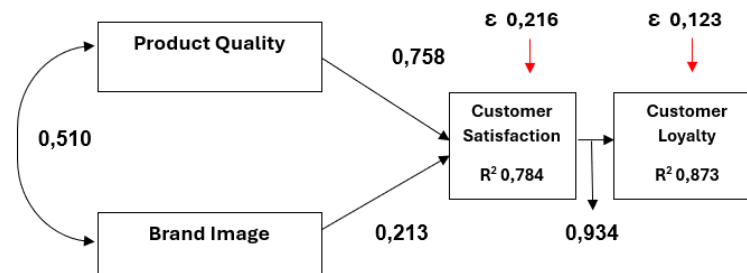 ε 0,216
ε 0,123
Product Quality
0,758
Customer
Satisfaction
R² 0,784
Customer
Loyalty
R² 0,873
0,510
Brand Image
0,213
0,934